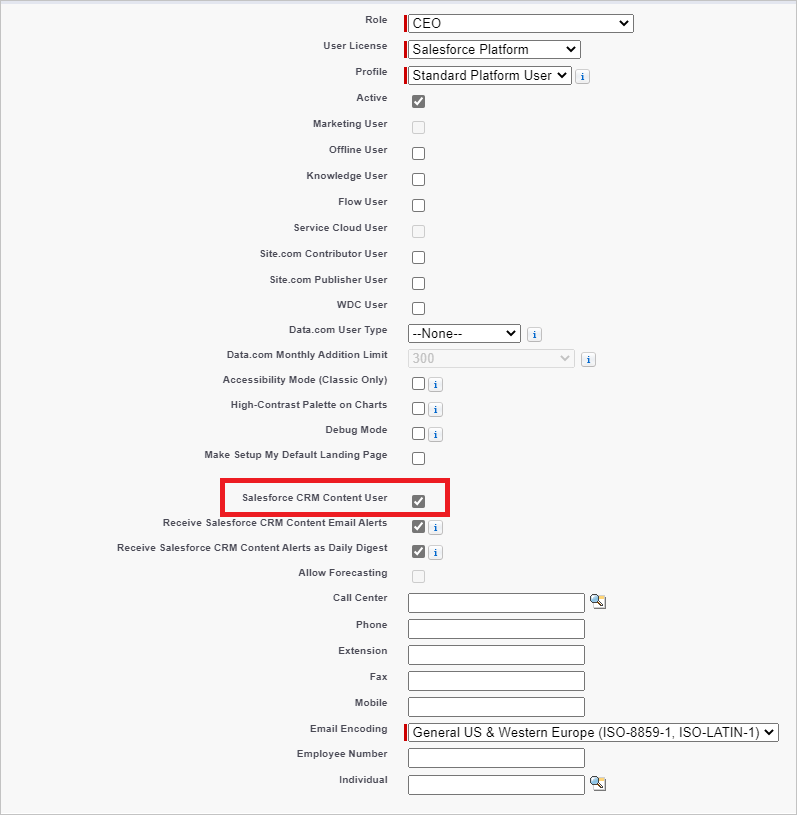 Role CEO
User License Salesforce Platform
Profile Standard Platform User i
Active
Marketing User
Offline User
Knowledge User
Flow User
Service Cloud User
Site.com Contributor User
Site.com Publisher User
WDC User
Data.com User Type --None-- i
Data.com Monthly Addition Limit 300 i
Accessibility Mode (Classic Only) i
High-Contrast Palette on Charts i
Debug Mode i
Make Setup My Default Landing Page
Salesforce CRM Content User
Receive Salesforce CRM Content Email Alerts i
Receive Salesforce CRM Content Alerts as Daily Digest i
Allow Forecasting
Call Center
Phone
Extension
Fax
Mobile
Email Encoding General US & Western Europe (ISO-8859-1, ISO-LATIN-1)
Employee Number
Individual